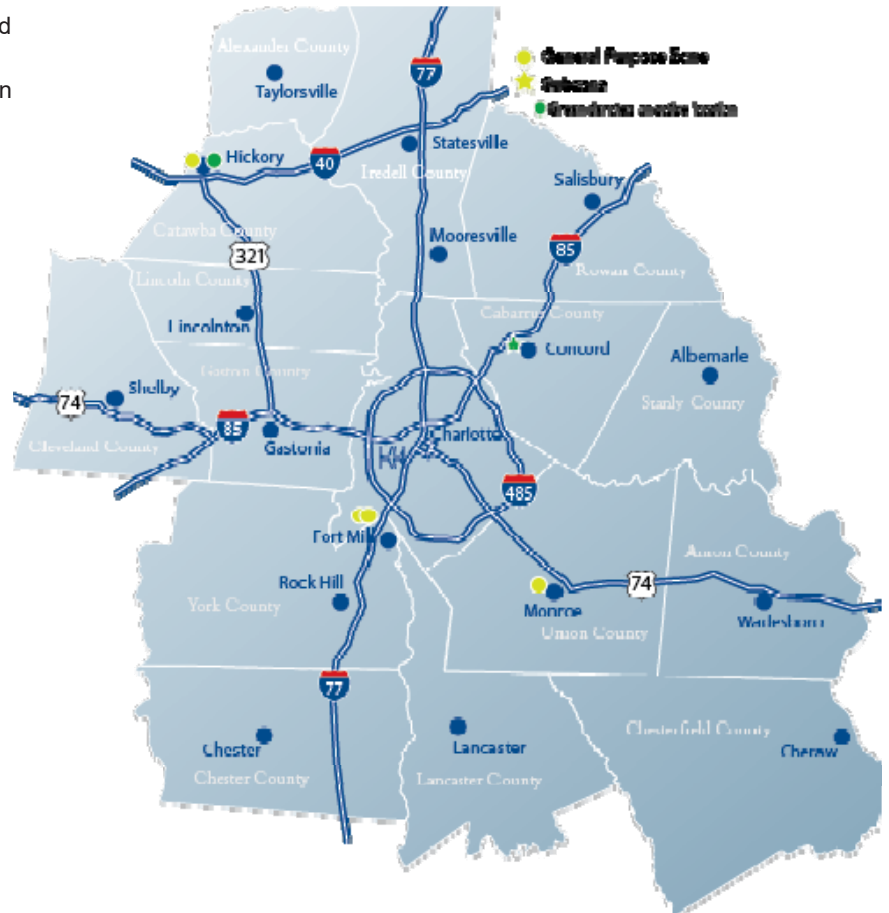 d
n
Alexander County
77
General Purpose Zone
Subzone
Taylorsville
Hickory
40
Statesville
Iredell County
Salisbury
Catawba County
321
Mooresville
85
Rowan County
Lincoln County
Cabarrus County
Lincolnton
Concord
Albemarle
Gaston County
Shelby
74
Stanly County
85
Charlotte
Cleveland County
Gastonia
485
Fort Mill
Anson County
Rock Hill
74
York County
Monroe
Wadesboro
Union County
77
Chesterfield County
Chester
Lancaster
Cheraw
Chester County
Lancaster County